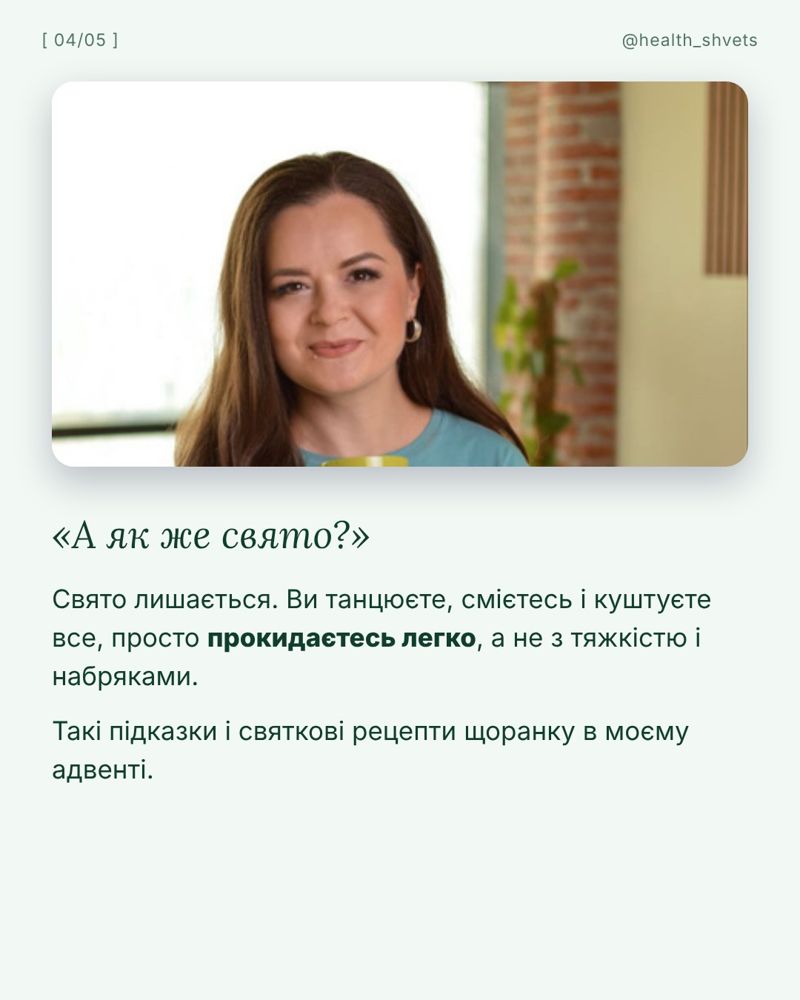 [ 04/05 ]
@health_shvets
«А як же свято?»
Свято лишається. Ви танцюєте, смієтесь і куштуєте
все, просто прокидаєтесь легко, а не з тяжкістю і
набряками.
Такі підказки і святкові рецепти щоранку в моєму
адвенті.